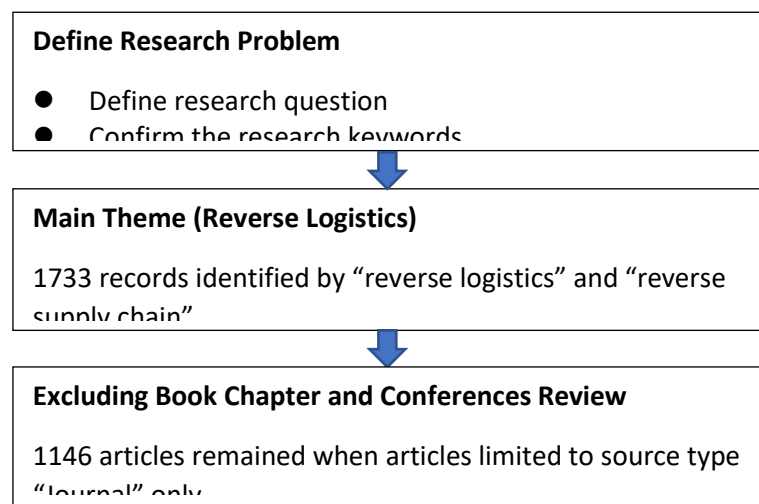 Define Research Problem
● Define research question
● Confirm the research keywords
Main Theme (Reverse Logistics)
1733 records identified by “reverse logistics” and “reverse
supply chain”
Excluding Book Chapter and Conferences Review
1146 articles remained when articles limited to source type
“Journal” only